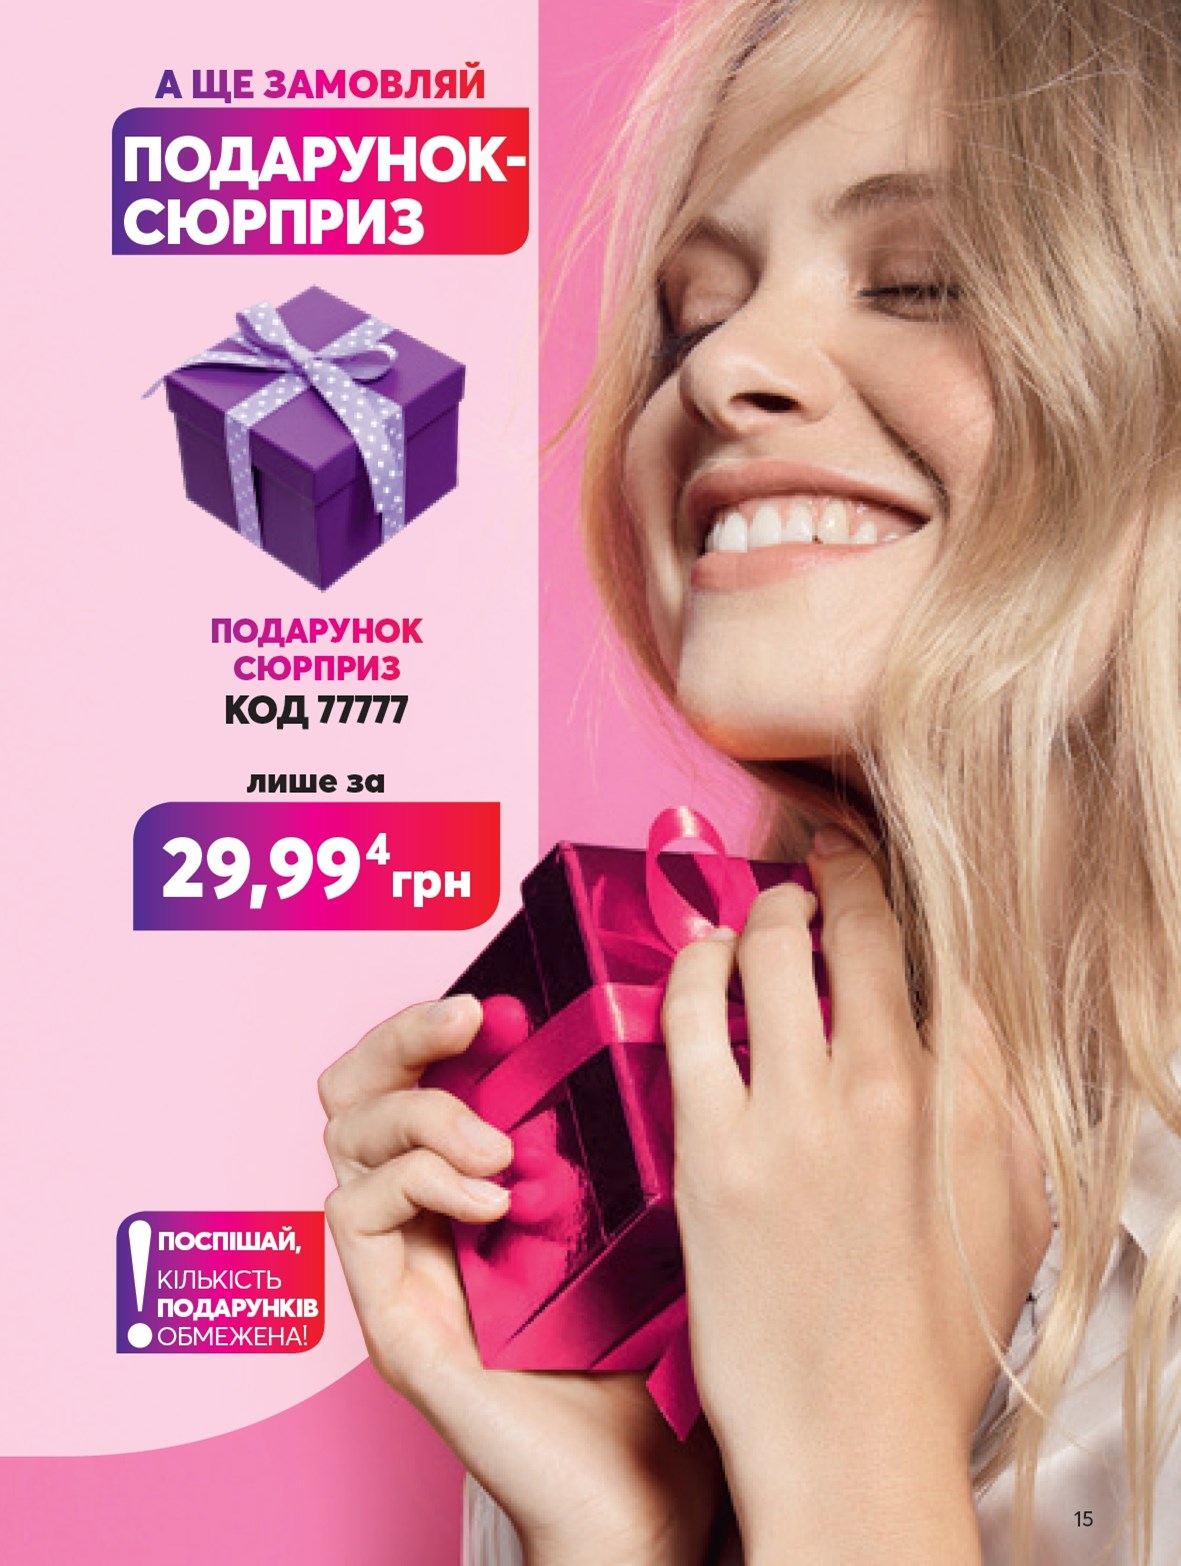 А ЩЕ ЗАМОВЛЯЙ
ПОДАРУНОК-
СЮРПРИЗ
ПОДАРУНОК
СЮРПРИЗ
КОД 77777
лише за
29,99⁴ грн
! ПОСПІШАЙ,
КІЛЬКІСТЬ
ПОДАРУНКІВ
ОБМЕЖЕНА!
15